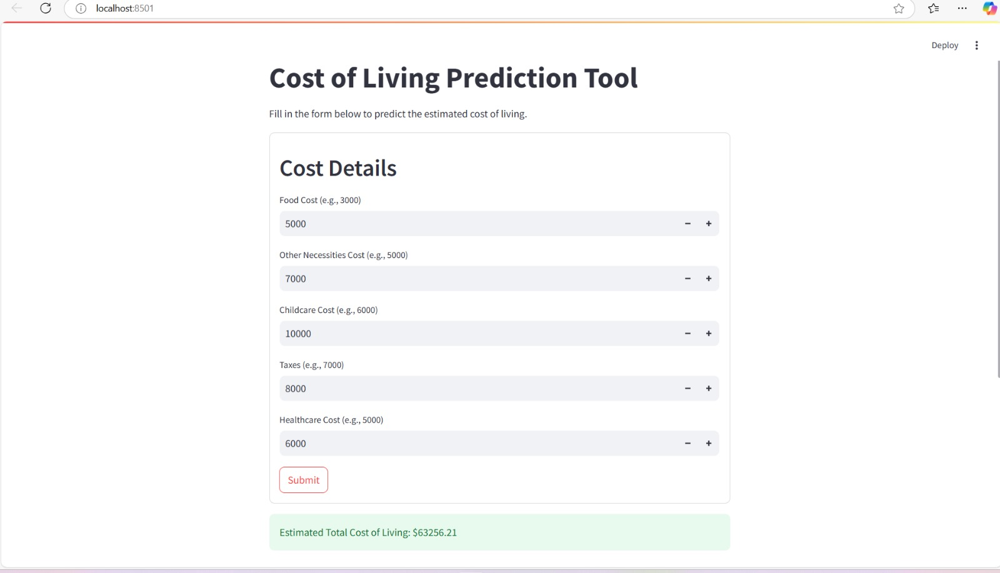 localhost:8501
Deploy
Cost of Living Prediction Tool
Fill in the form below to predict the estimated cost of living.
Cost Details
Food Cost (e.g., 3000)
5000
Other Necessities Cost (e.g., 5000)
7000
Childcare Cost (e.g., 6000)
10000
Taxes (e.g., 7000)
8000
Healthcare Cost (e.g., 5000)
6000
Submit
Estimated Total Cost of Living: $63256.21